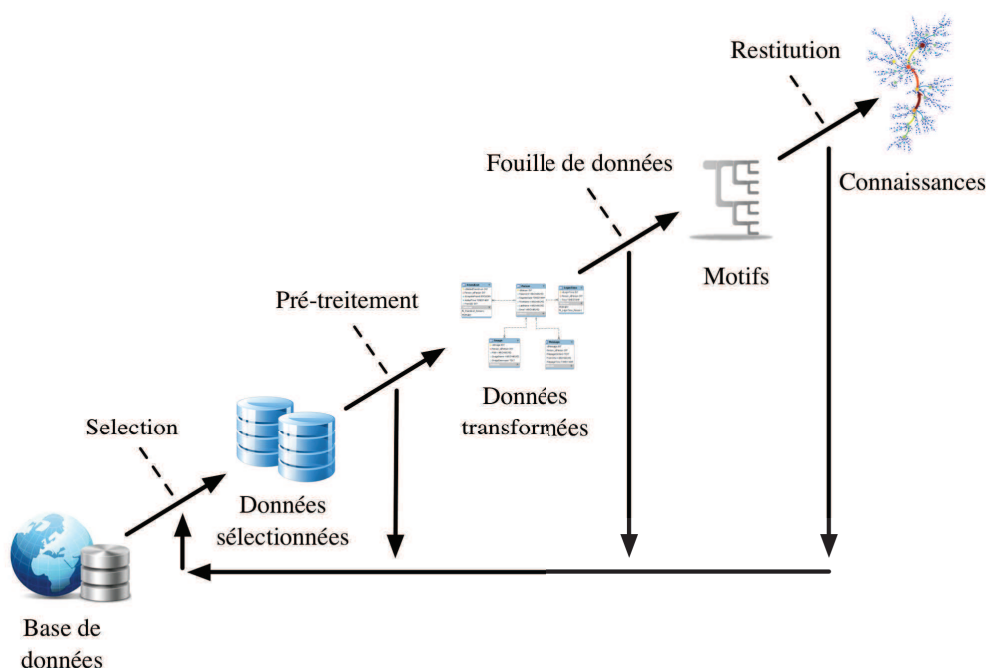 Restitution
Fouille de données
Connaissances
Motifs
Pré-treitement
Données
transformées
Selection
Données
sélectionnées
Base de
données